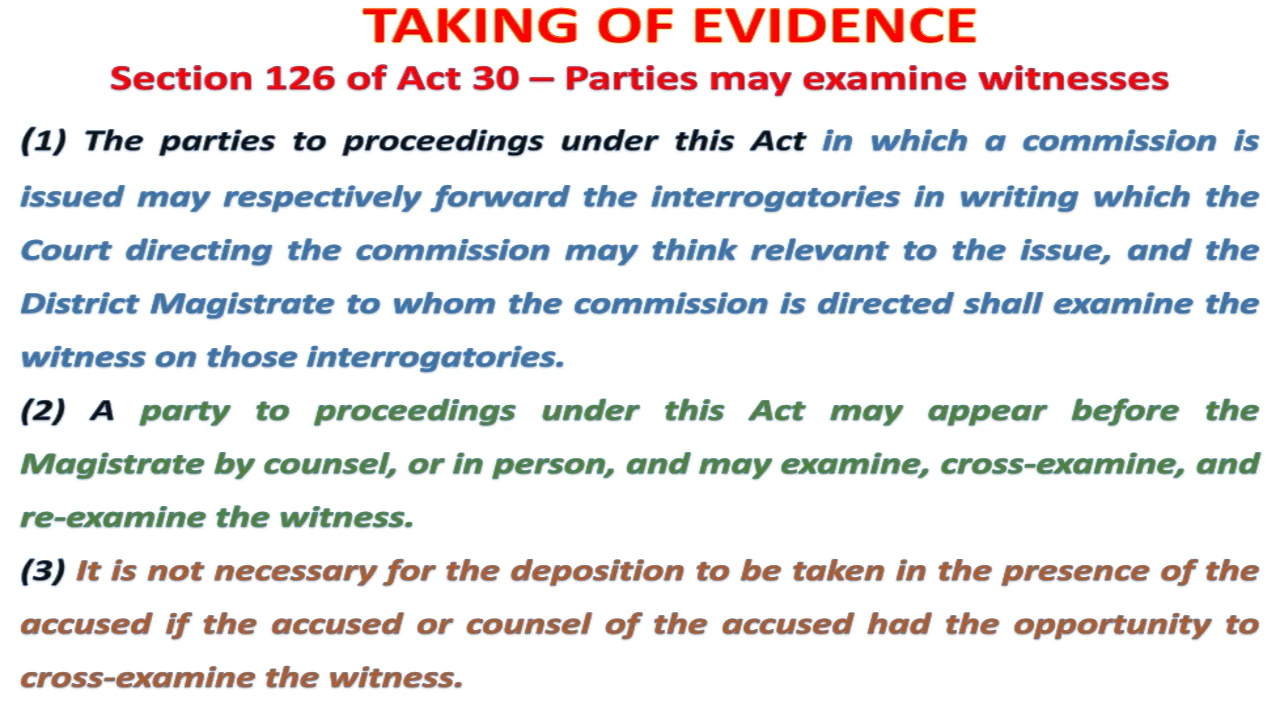 TAKING OF EVIDENCE
Section 126 of Act 30 – Parties may examine witnesses
(1) The parties to proceedings under this Act in which a commission is
issued may respectively forward the interrogatories in writing which the
Court directing the commission may think relevant to the issue, and the
District Magistrate to whom the commission is directed shall examine the
witness on those interrogatories.
(2) A party to proceedings under this Act may appear before the
Magistrate by counsel, or in person, and may examine, cross-examine, and
re-examine the witness.
(3) It is not necessary for the deposition to be taken in the presence of the
accused if the accused or counsel of the accused had the opportunity to
cross-examine the witness.